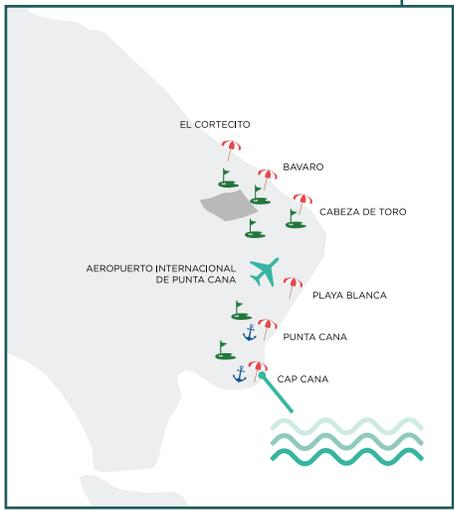 EL CORTECITO
BAVARO
CABEZA DE TORO
AEROPUERTO INTERNACIONAL
DE PUNTA CANA
PLAYA BLANCA
PUNTA CANA
CAP CANA